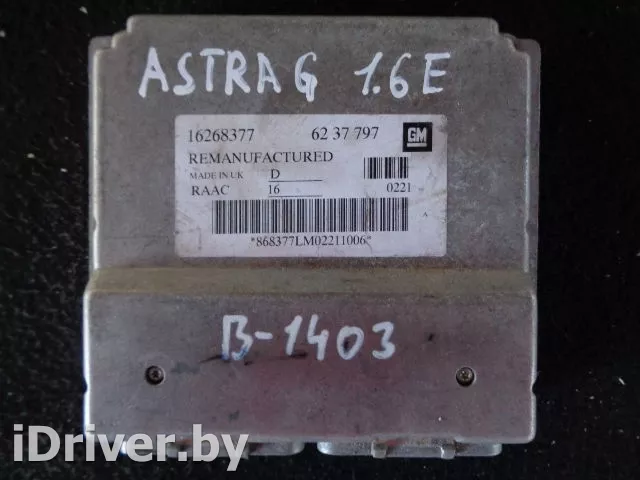 ASTRA G 1.6E
16268377 62 37 797 GM
REMANUFACTURED
MADE IN UK D
RAAC 16 0221
A
*868377LM02211006*
B-1403
iDriver.by